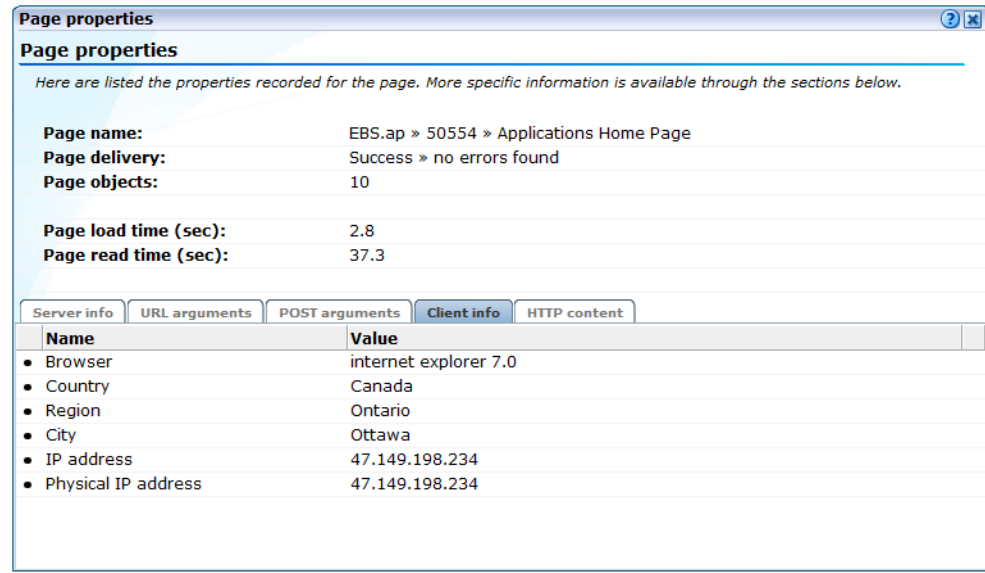 Page properties
Page properties
Here are listed the properties recorded for the page. More specific information is available through the sections below.
Page name: EBS.ap » 50554 » Applications Home Page
Page delivery: Success » no errors found
Page objects: 10
Page load time (sec): 2.8
Page read time (sec): 37.3
Server info URL arguments POST arguments Client info HTTP content
Name Value
Browser internet explorer 7.0
Country Canada
Region Ontario
City Ottawa
IP address 47.149.198.234
Physical IP address 47.149.198.234